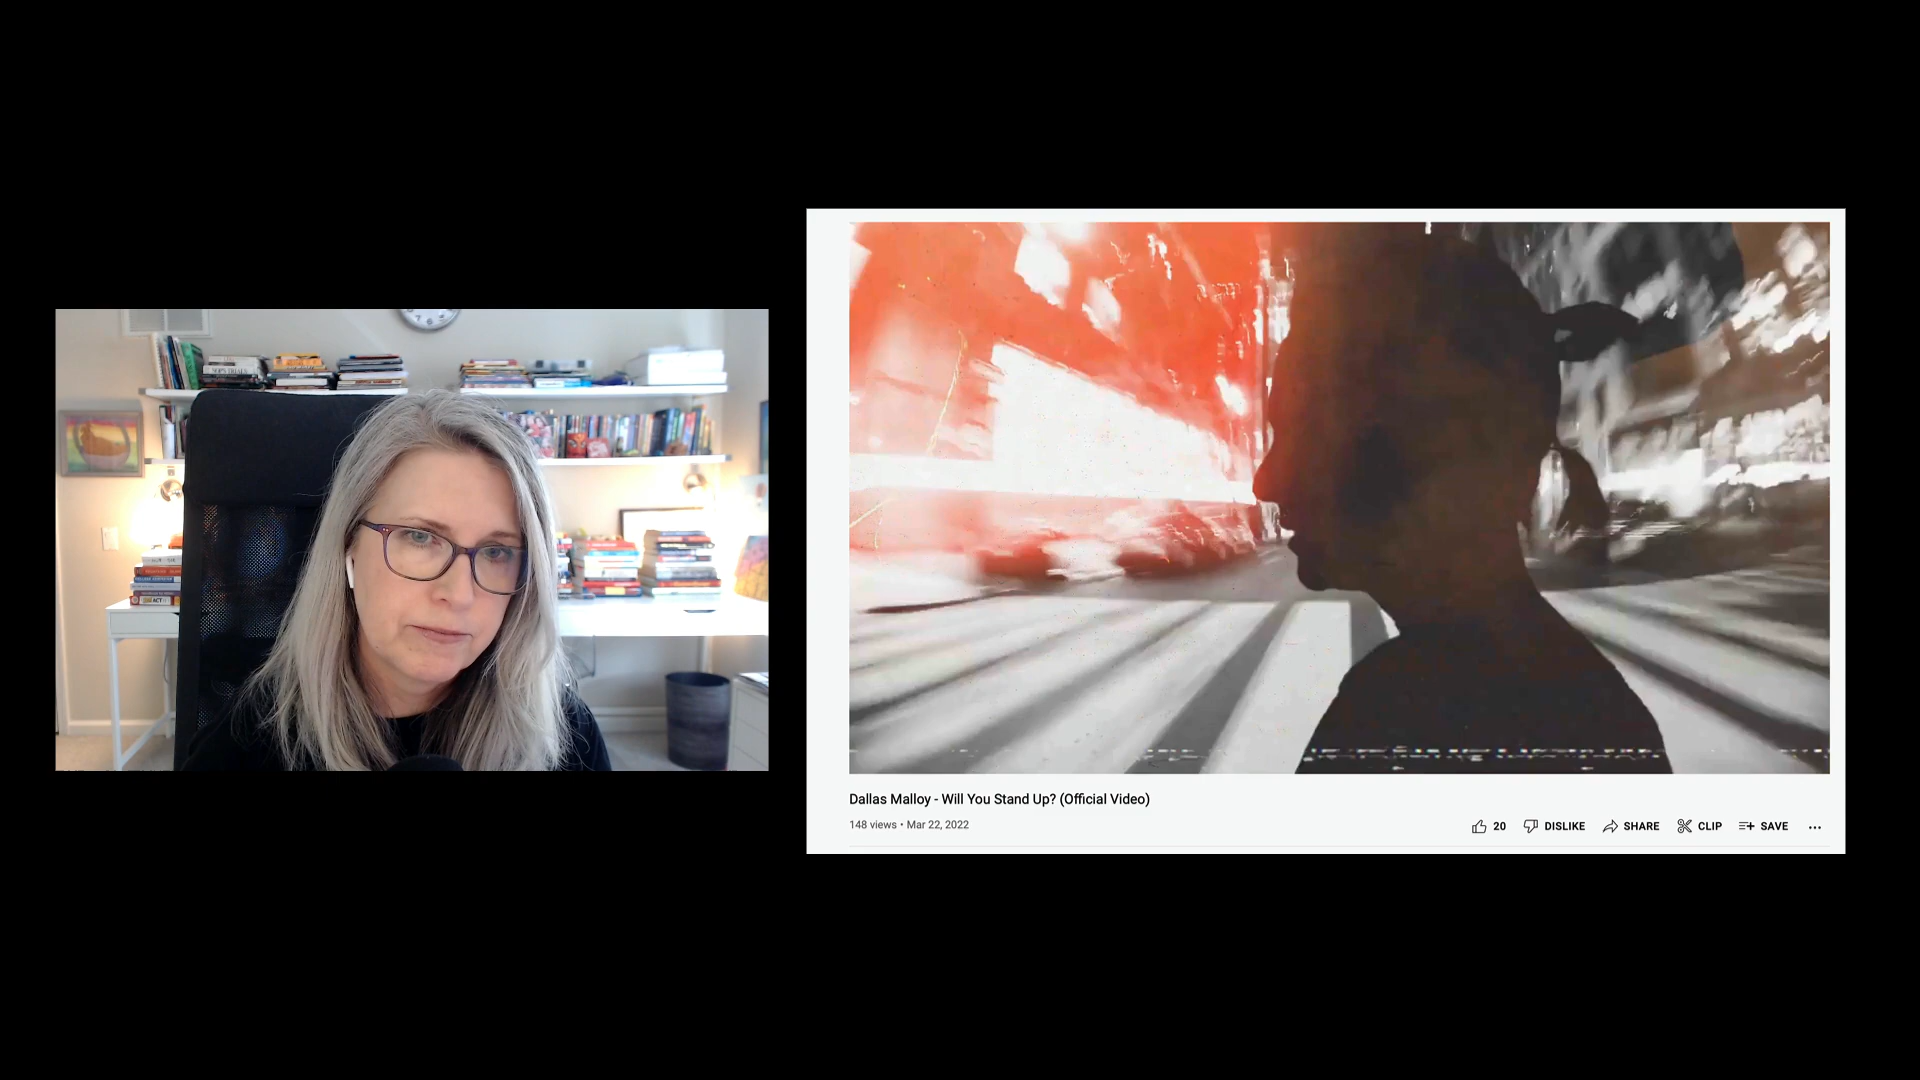 Dallas Malloy - Will You Stand Up? (Official Video)
148 views • Mar 22, 2022
20 DISLIKE SHARE CLIP SAVE